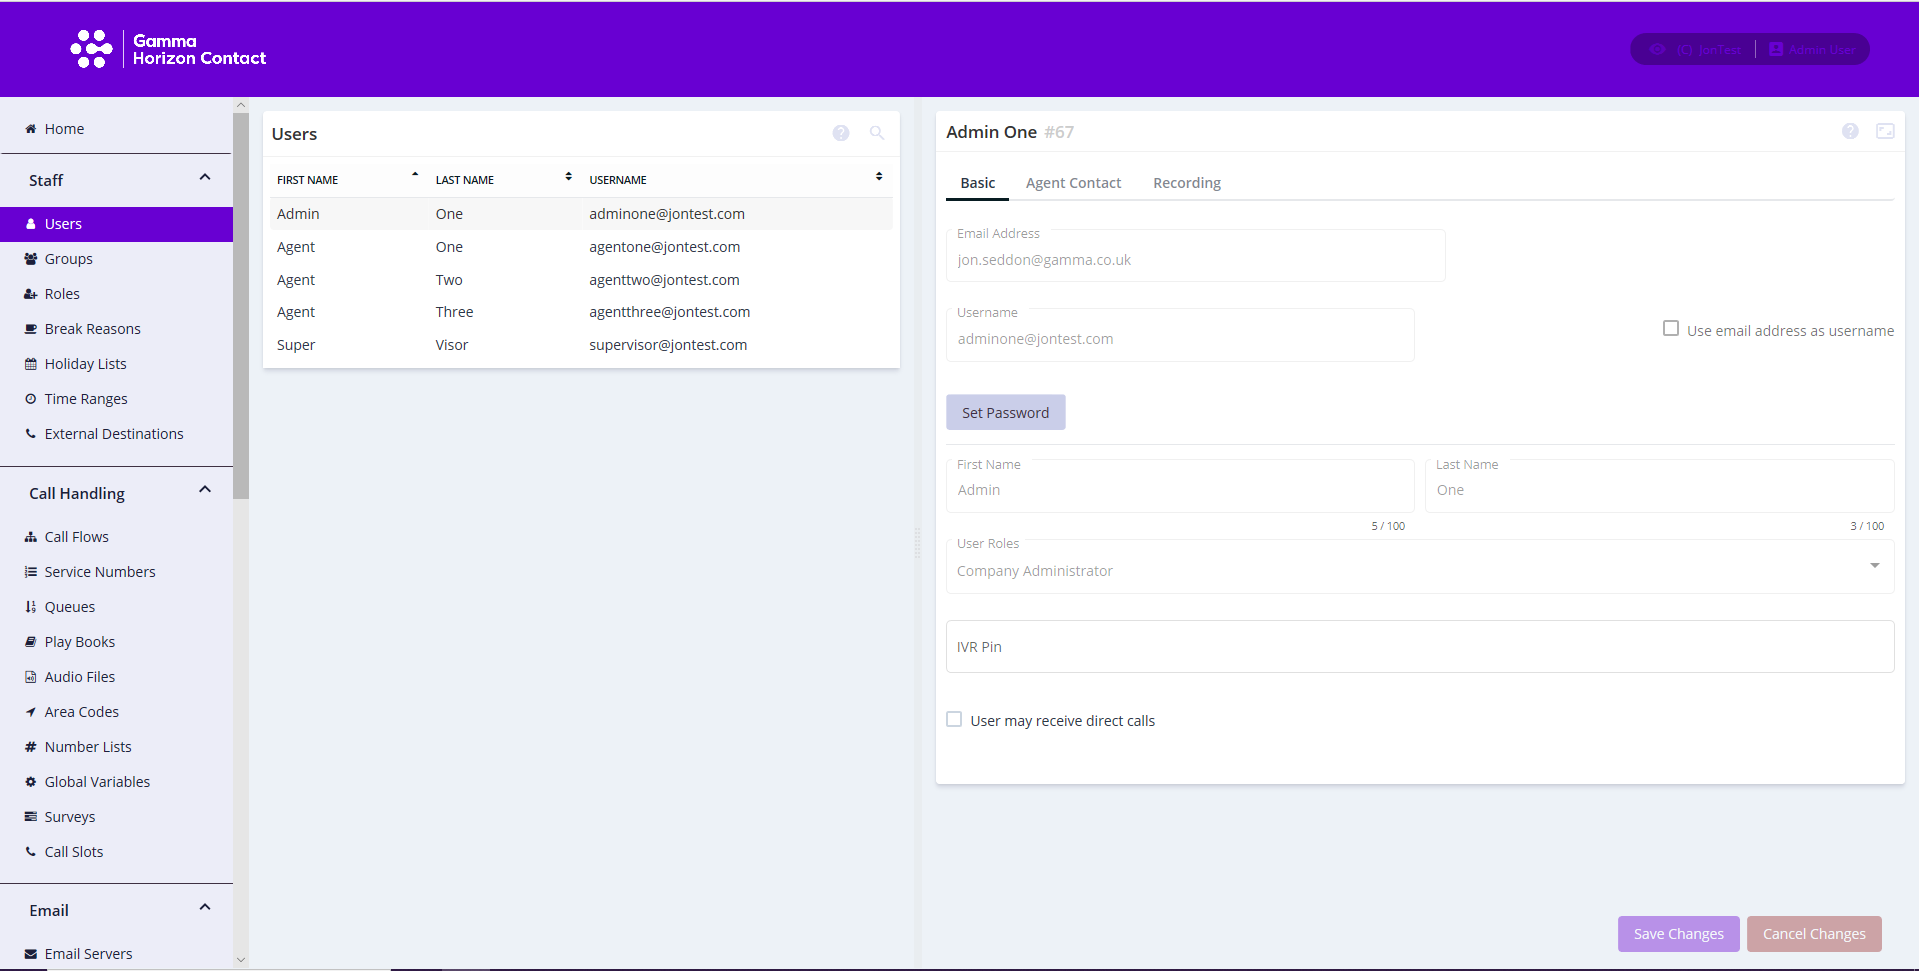 Gamma
Horizon Contact
(C) JonTest
Admin User
Home
Staff
Users
Groups
Roles
Break Reasons
Holiday Lists
Time Ranges
External Destinations
Call Handling
Call Flows
Service Numbers
Queues
Play Books
Audio Files
Area Codes
Number Lists
Global Variables
Surveys
Call Slots
Email
Email Servers
Users
FIRST NAME LAST NAME USERNAME
Admin One adminone@jontest.com
Agent One agentone@jontest.com
Agent Two agenttwo@jontest.com
Agent Three agentthree@jontest.com
Super Visor supervisor@jontest.com
Admin One #67
Basic Agent Contact Recording
Email Address
jon.seddon@gamma.co.uk
Username
adminone@jontest.com
Use email address as username
Set Password
First Name
Admin
5 / 100
Last Name
One
3 / 100
User Roles
Company Administrator
IVR Pin
User may receive direct calls
Save Changes Cancel Changes